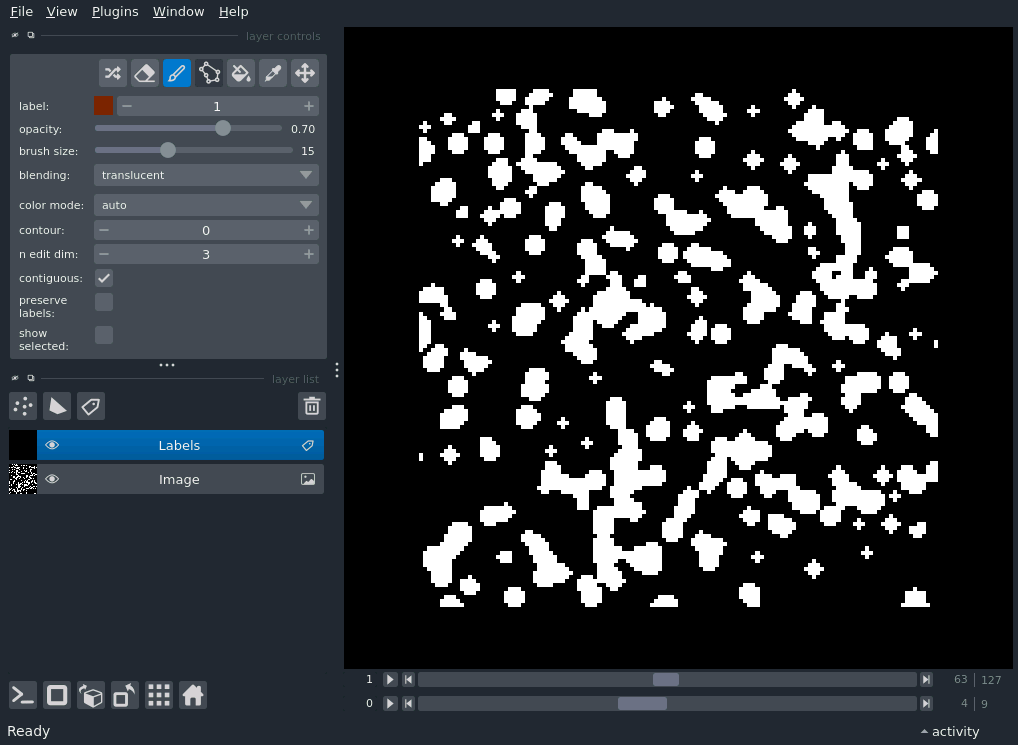 File View Plugins Window Help
layer controls
label: 1
opacity: 0.70
brush size: 15
blending: translucent
color mode: auto
contour: 0
n edit dim: 3
contiguous:
preserve
labels:
show
selected:
layer list
Labels
Image
1 63 127
0 4 9
Ready activity